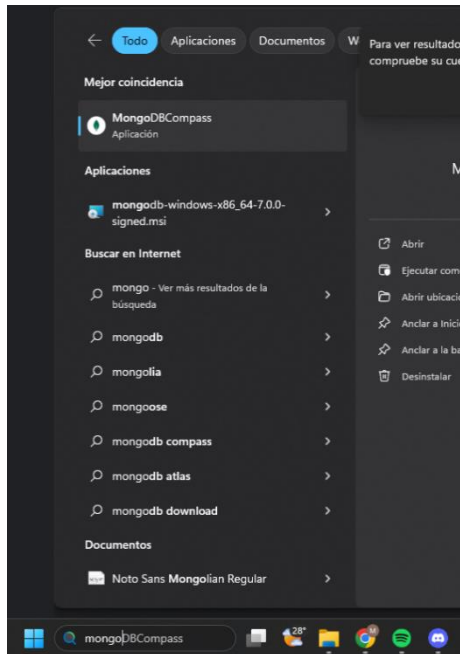 Todo Aplicaciones Documentos
Para ver resultado
compruebe su cue
Mejor coincidencia
MongoDBCompass
Aplicación
Aplicaciones
mongodb-windows-x86_64-7.0.0-
signed.msi
Buscar en Internet
mongo - Ver más resultados de la
búsqueda
mongodb
mongolia
mongoose
mongodb compass
mongodb atlas
mongodb download
Documentos
Noto Sans Mongolian Regular
M
Abrir
Ejecutar com
Abrir ubicaci
Anclar a Inici
Anclar a la ba
Desinstalar
mongoDBCompass
28°